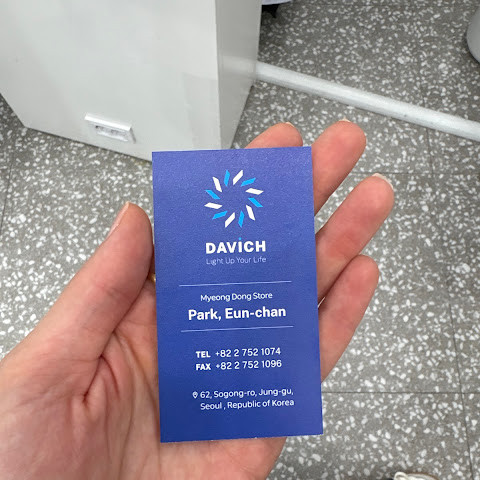 DAVICH
Light Up Your Life
Myeong Dong Store
Park, Eun-chan
TEL +82 2 752 1074
FAX +82 2 752 1096
62, Sogong-ro, Jung-gu,
Seoul , Republic of Korea